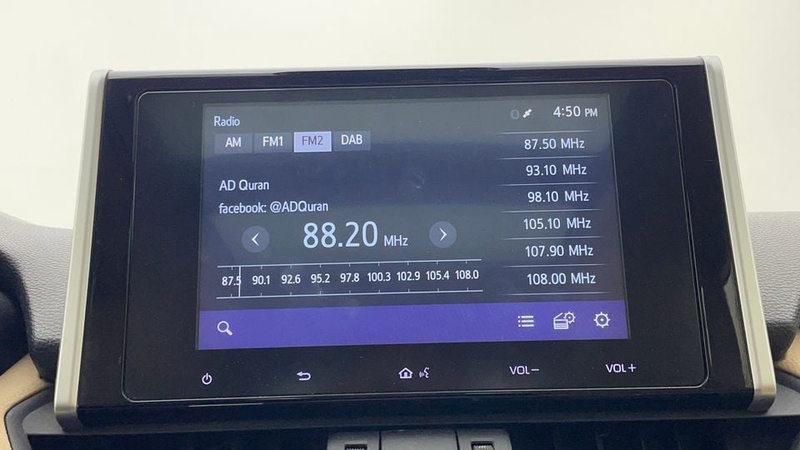 Radio
4:50 PM
AM FM1 FM2 DAB
AD Quran
facebook: @ADQuran
88.20 MHz
87.5 90.1 92.6 95.2 97.8 100.3 102.9 105.4 108.0
87.50 MHz
93.10 MHz
98.10 MHz
105.10 MHz
107.90 MHz
108.00 MHz
VOL− VOL+